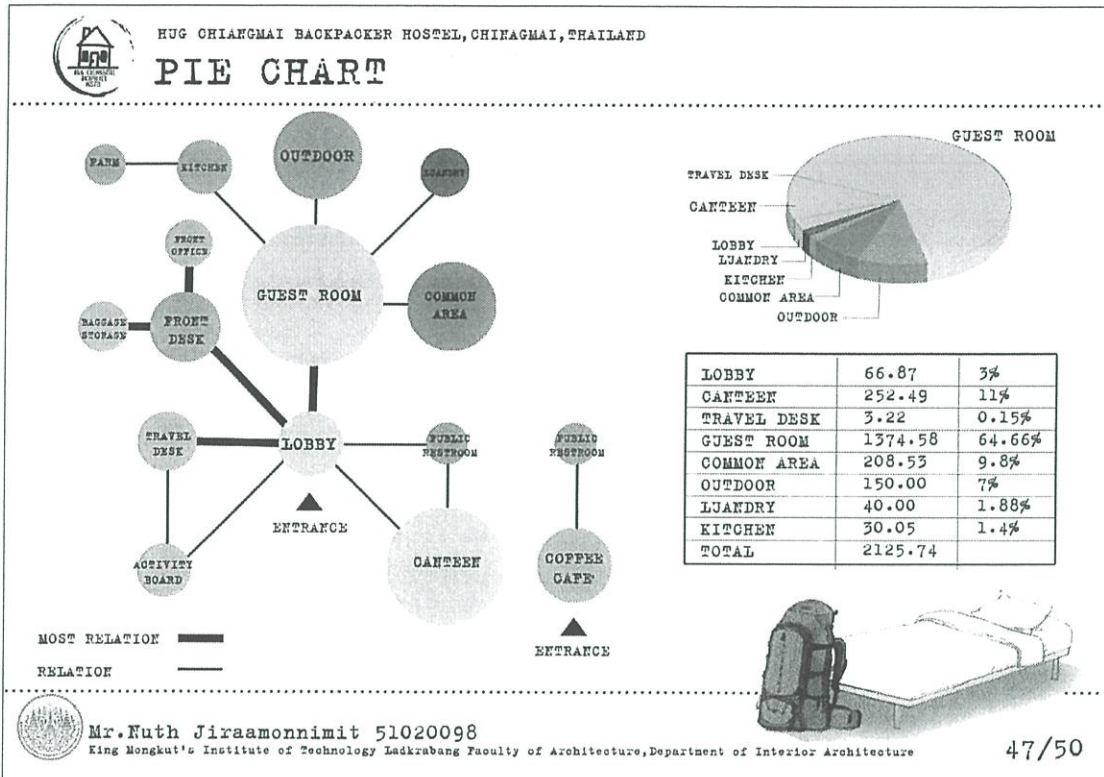 HUG CHIANGMAI BACKPACKER HOSTEL,CHINAGMAI,THAILAND
PIE CHART
FARM
KITCHEN
OUTDOOR
LUANDRY
FRONT
OFFICE
GUEST ROOM
COMMON
AREA
BAGGAGE
STORAGE
FRONT
DESK
TRAVEL
DESK
LOBBY
PUBLIC
RESTROOM
PUBLIC
RESTROOM
ENTRANCE
ACTIVITY
BOARD
CANTEEN
COFFEE
CAFE'
ENTRANCE
MOST RELATION
RELATION
GUEST ROOM
TRAVEL DESK
CANTEEN
LOBBY
LUANDRY
KITCHEN
COMMON AREA
OUTDOOR
LOBBY 66.87 3%
CANTEEN 252.49 11%
TRAVEL DESK 3.22 0.15%
GUEST ROOM 1374.58 64.66%
COMMON AREA 208.53 9.8%
OUTDOOR 150.00 7%
LUANDRY 40.00 1.88%
KITCHEN 30.05 1.4%
TOTAL 2125.74
Mr.Nuth Jiraamonnimit 51020098
King Mongkut's Institute of Technology Ladkrabang Faculty of Architecture,Department of Interior Architecture
47/50